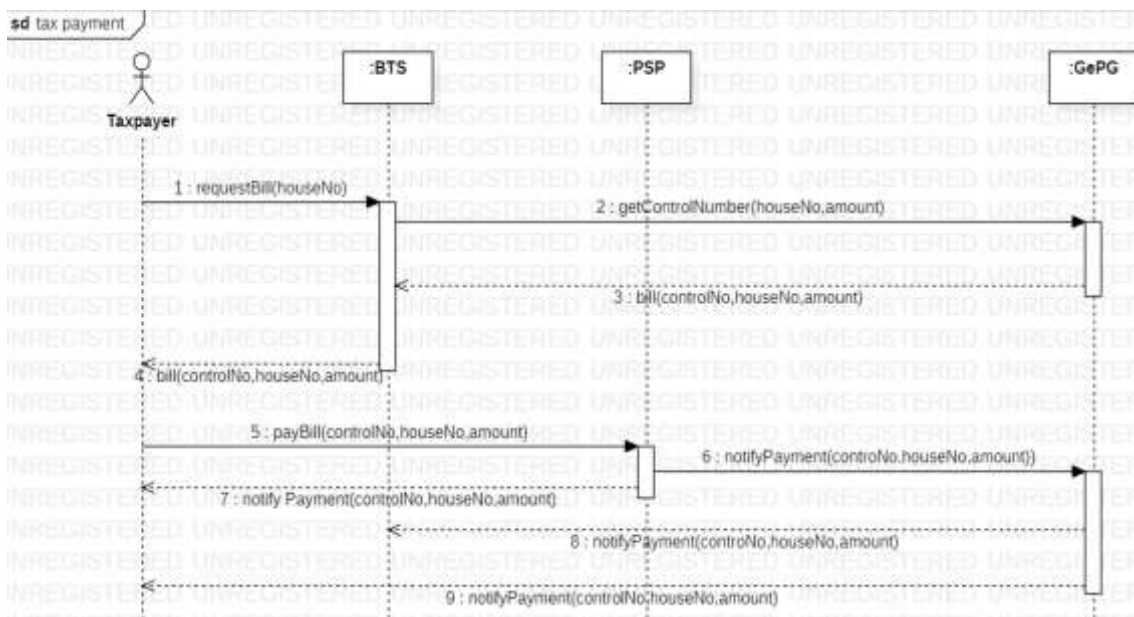 sd tax payment
:BTS
:PSP
:GePG
Taxpayer
1 : requestBill(houseNo)
2 : getControlNumber(houseNo,amount)
3 : bill(controlNo,houseNo,amount)
4 : bill(controlNo,houseNo,amount)
5 : payBill(controlNo,houseNo,amount)
6 : notifyPayment(controNo,houseNo,amount))
7 : notify Payment(controlNo,houseNo,amount)
8 : notifyPayment(controNo,houseNo,amount)
9 : notifyPayment(controlNo,houseNo,amount)
UNREGISTERED